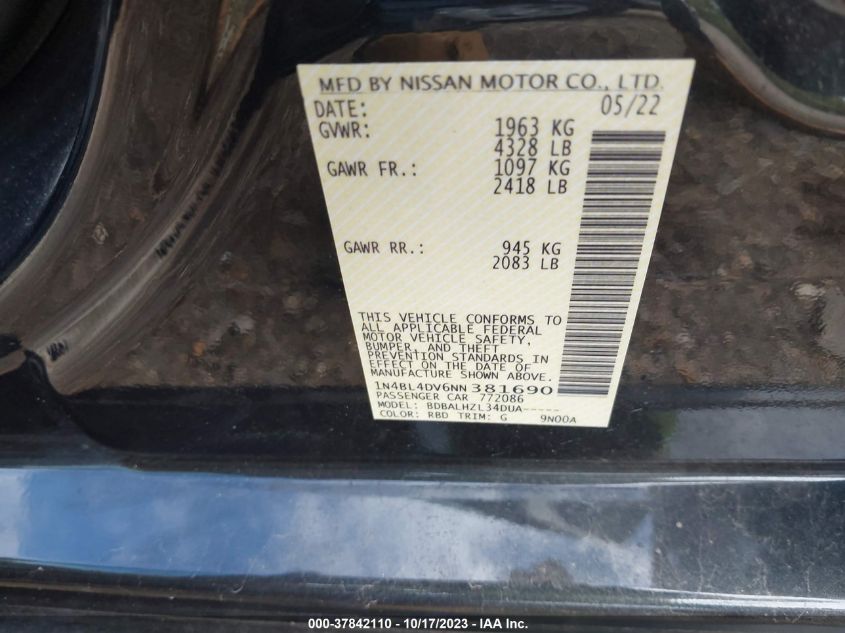 MFD BY NISSAN MOTOR CO., LTD.
DATE: 05/22
GVWR: 1963 KG
4328 LB
GAWR FR.: 1097 KG
2418 LB
GAWR RR.: 945 KG
2083 LB
THIS VEHICLE CONFORMS TO
ALL APPLICABLE FEDERAL
MOTOR VEHICLE SAFETY,
BUMPER, AND THEFT
PREVENTION STANDARDS IN
EFFECT ON THE DATE OF
MANUFACTURE SHOWN ABOVE.
1N4BL4DV6NN381690
PASSENGER CAR 772086
MODEL: BDBALHZL34DUA-----
COLOR: RBD TRIM: G 9N00A
000-37842110 - 10/17/2023 - IAA Inc.